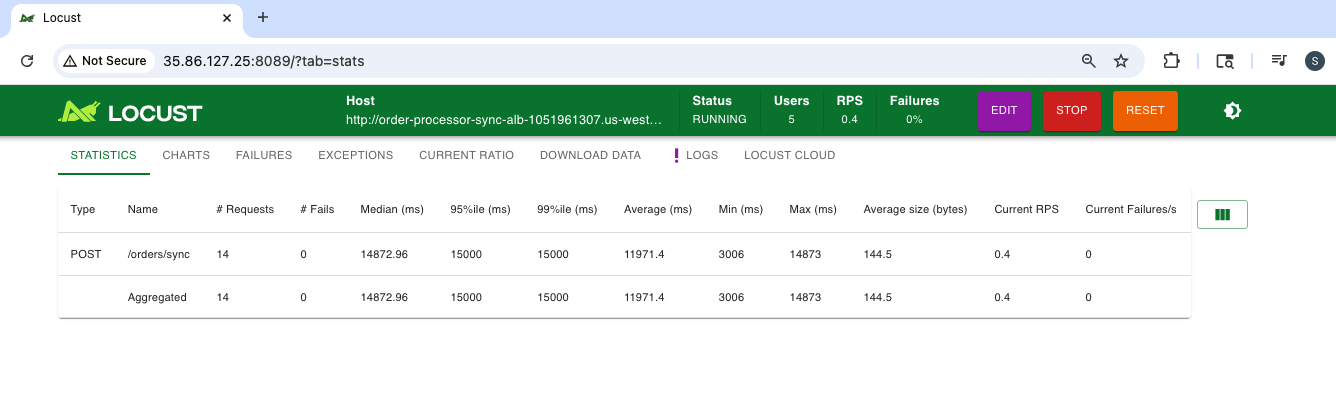 Locust
Not Secure 35.86.127.25:8089/?tab=stats
S
LOCUST
Host
http://order-processor-sync-alb-1051961307.us-west...
Status
RUNNING
Users
5
RPS
0.4
Failures
0%
EDIT
STOP
RESET
STATISTICS CHARTS FAILURES EXCEPTIONS CURRENT RATIO DOWNLOAD DATA LOGS LOCUST CLOUD
Type Name # Requests # Fails Median (ms) 95%ile (ms) 99%ile (ms) Average (ms) Min (ms) Max (ms) Average size (bytes) Current RPS Current Failures/s
POST /orders/sync 14 0 14872.96 15000 15000 11971.4 3006 14873 144.5 0.4 0
Aggregated 14 0 14872.96 15000 15000 11971.4 3006 14873 144.5 0.4 0